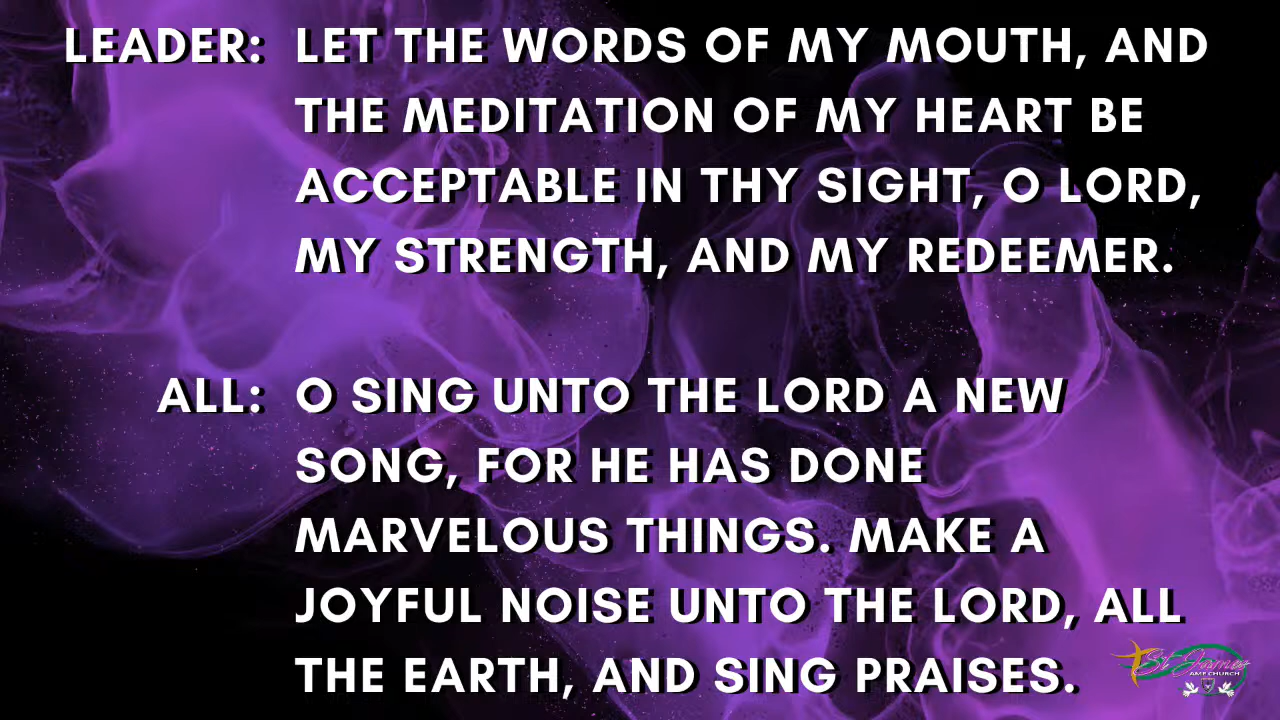 LEADER: LET THE WORDS OF MY MOUTH, AND
THE MEDITATION OF MY HEART BE
ACCEPTABLE IN THY SIGHT, O LORD,
MY STRENGTH, AND MY REDEEMER.
ALL: O SING UNTO THE LORD A NEW
SONG, FOR HE HAS DONE
MARVELOUS THINGS. MAKE A
JOYFUL NOISE UNTO THE LORD, ALL
THE EARTH, AND SING PRAISES.
St. James
AME CHURCH